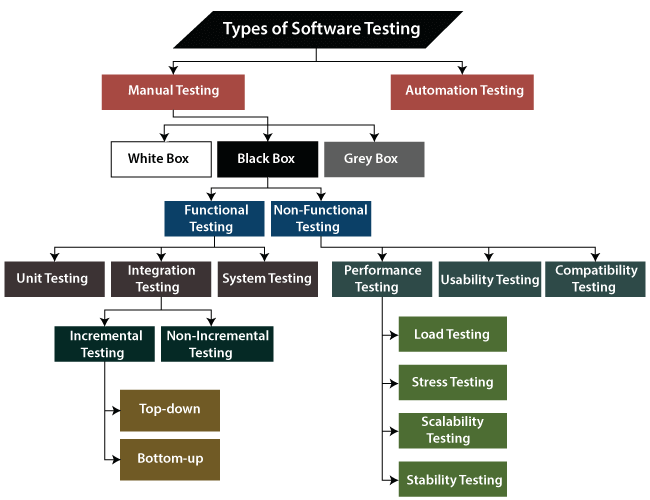 Types of Software Testing
Manual Testing
Automation Testing
White Box
Black Box
Grey Box
Functional
Testing
Non-Functional
Testing
Unit Testing
Integration
Testing
System Testing
Performance
Testing
Usability Testing
Compatibility
Testing
Incremental
Testing
Non-Incremental
Testing
Load Testing
Stress Testing
Top-down
Scalability
Testing
Bottom-up
Stability Testing